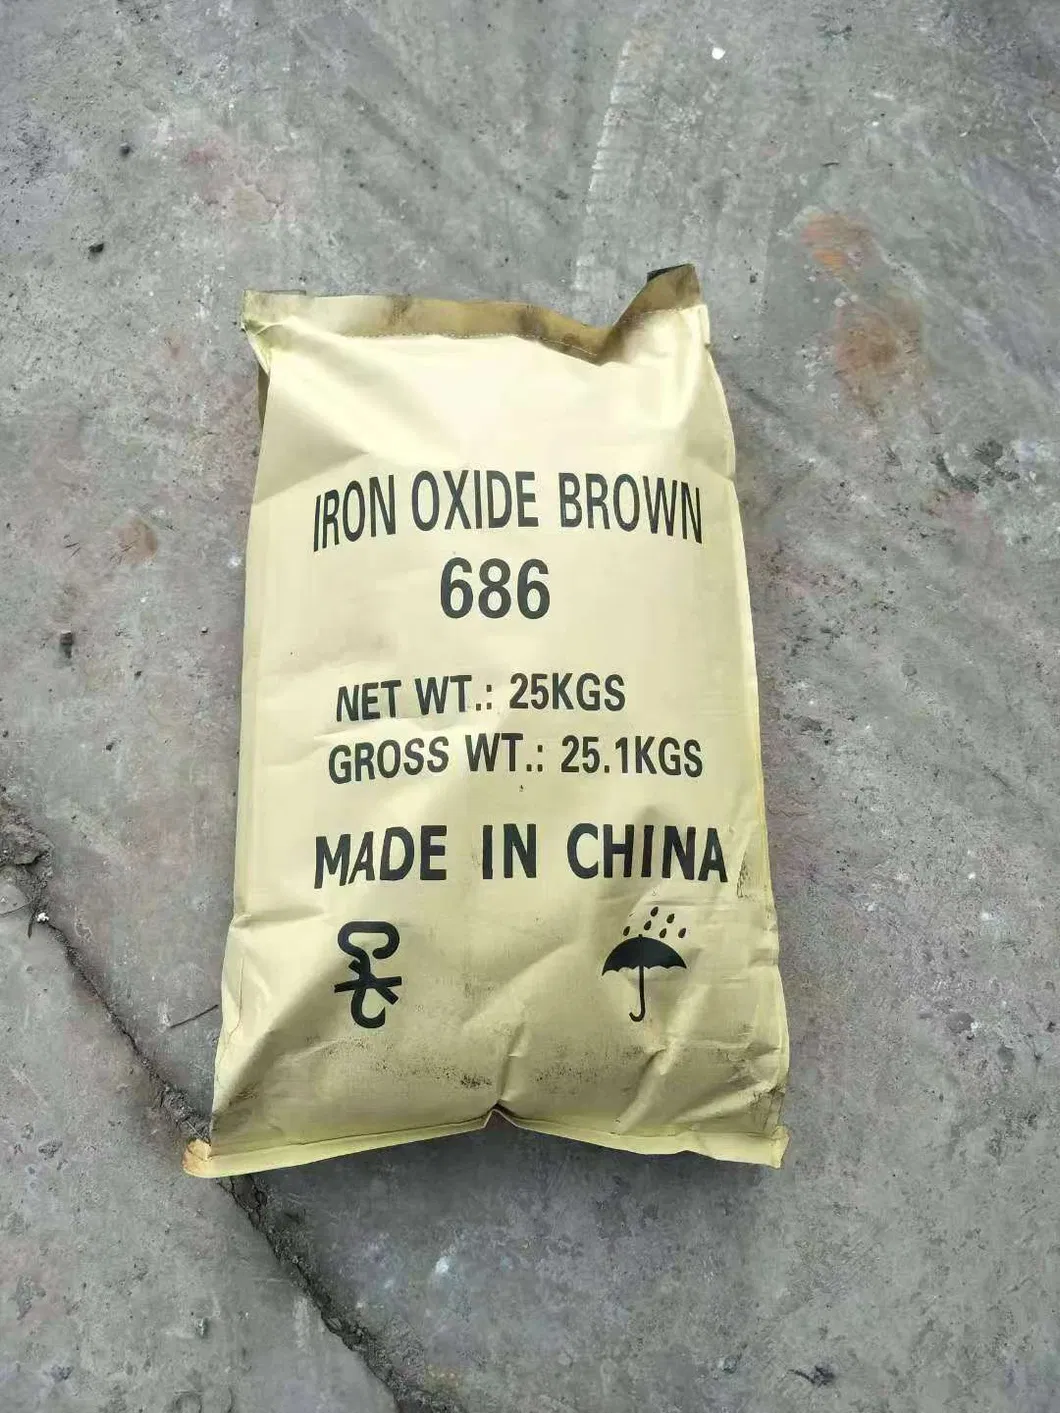 IRON OXIDE BROWN
686
NET WT.: 25KGS
GROSS WT.: 25.1KGS
MADE IN CHINA